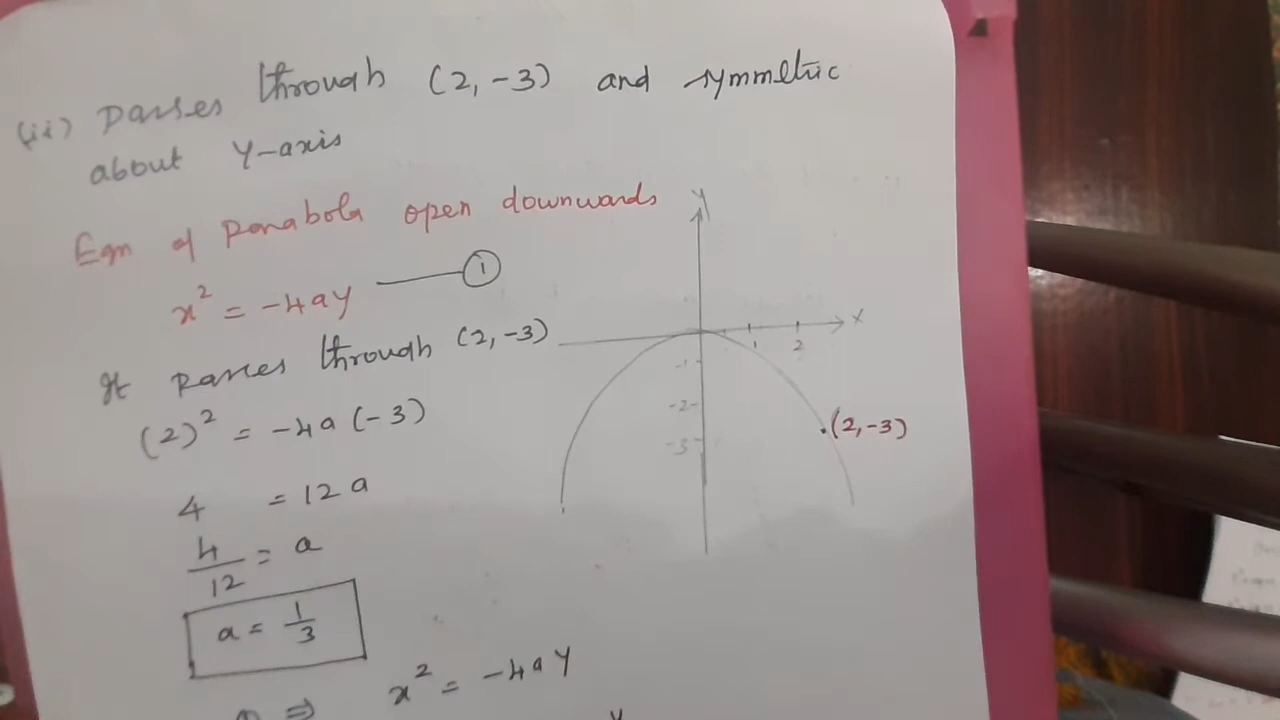 (ii) Passes through (2, -3) and symmetric
about Y-axis
Eqn of Parabola open downwards
x² = -4ay ——— ①
It Passes through (2, -3)
(2)² = -4a (-3)
4 = 12a
4/12 = a
a = 1/3
① ⇒ x² = -4ay
Y
X
1 2
-1
-2
-3
(2, -3)